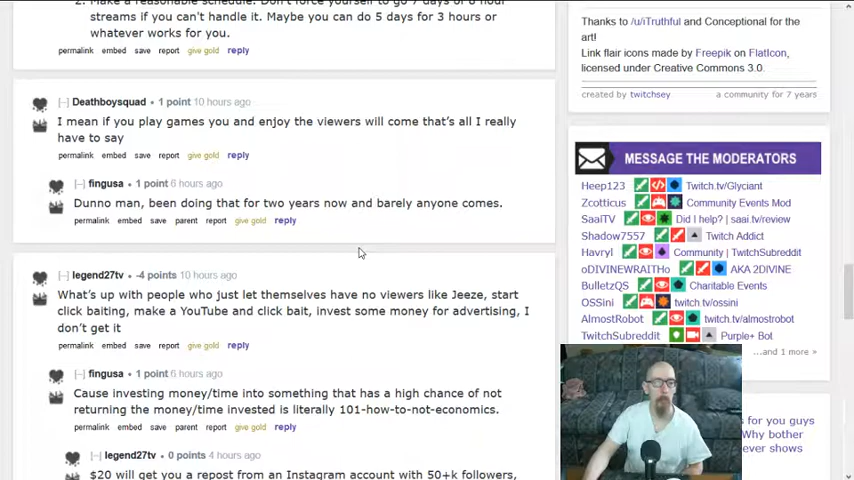 2. Make a reasonable schedule. Don't force yourself to go 7 days of 8 hour
streams if you can't handle it. Maybe you can do 5 days for 3 hours or
whatever works for you.
permalink embed save report give gold reply
[–] Deathboysquad • 1 point 10 hours ago
I mean if you play games you and enjoy the viewers will come that's all I really
have to say
permalink embed save report give gold reply
[–] fingusa • 1 point 6 hours ago
Dunno man, been doing that for two years now and barely anyone comes.
permalink embed save parent report give gold reply
[–] legend27tv • -4 points 10 hours ago
What's up with people who just let themselves have no viewers like Jeeze, start
click baiting, make a YouTube and click bait, invest some money for advertising, I
don't get it
permalink embed save report give gold reply
[–] fingusa • 1 point 6 hours ago
Cause investing money/time into something that has a high chance of not
returning the money/time invested is literally 101-how-to-not-economics.
permalink embed save parent report give gold reply
[–] legend27tv • 0 points 4 hours ago
$20 will get you a repost from an Instagram account with 50+k followers,
Thanks to /u/iTruthful and Conceptional for the
art!
Link flair icons made by Freepik on FlatIcon,
licensed under Creative Commons 3.0.
created by twitchsey a community for 7 years
MESSAGE THE MODERATORS
Heep123 Twitch.tv/Glyciant
Zcotticus Community Events Mod
SaalTV Did I help? | saai.tv/review
Shadow7557 Twitch Addict
Havryl Community | TwitchSubreddit
oDIVINEWRAITHo AKA 2DIVINE
BulletzQS Charitable Events
OSSini twitch tv/ossini
AlmostRobot twitch.tv/almostrobot
TwitchSubreddit Purple+ Bot
...and 1 more »
s for you guys
Why bother
ever shows